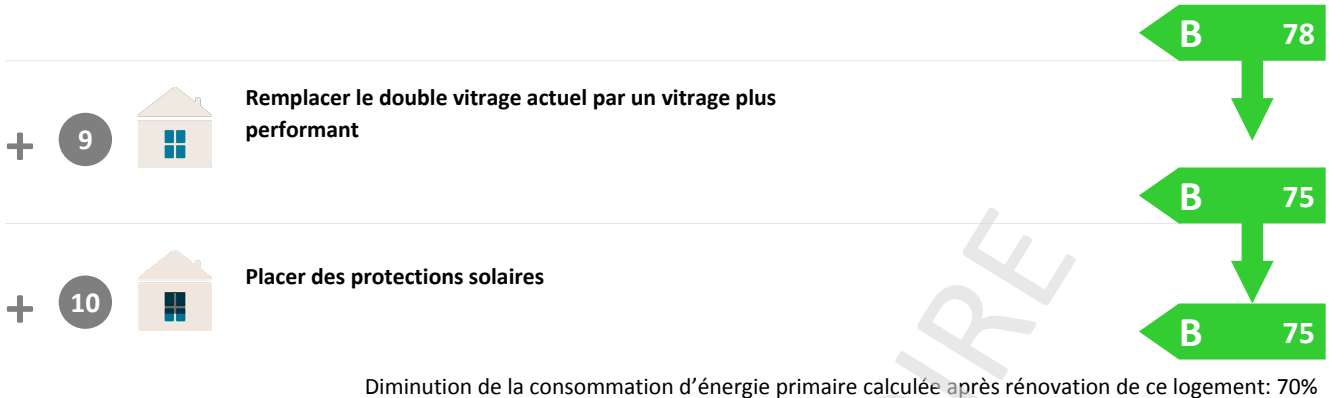 B 78
+ 9 Remplacer le double vitrage actuel par un vitrage plus
performant
B 75
+ 10 Placer des protections solaires
B 75
Diminution de la consommation d’énergie primaire calculée après rénovation de ce logement: 70%